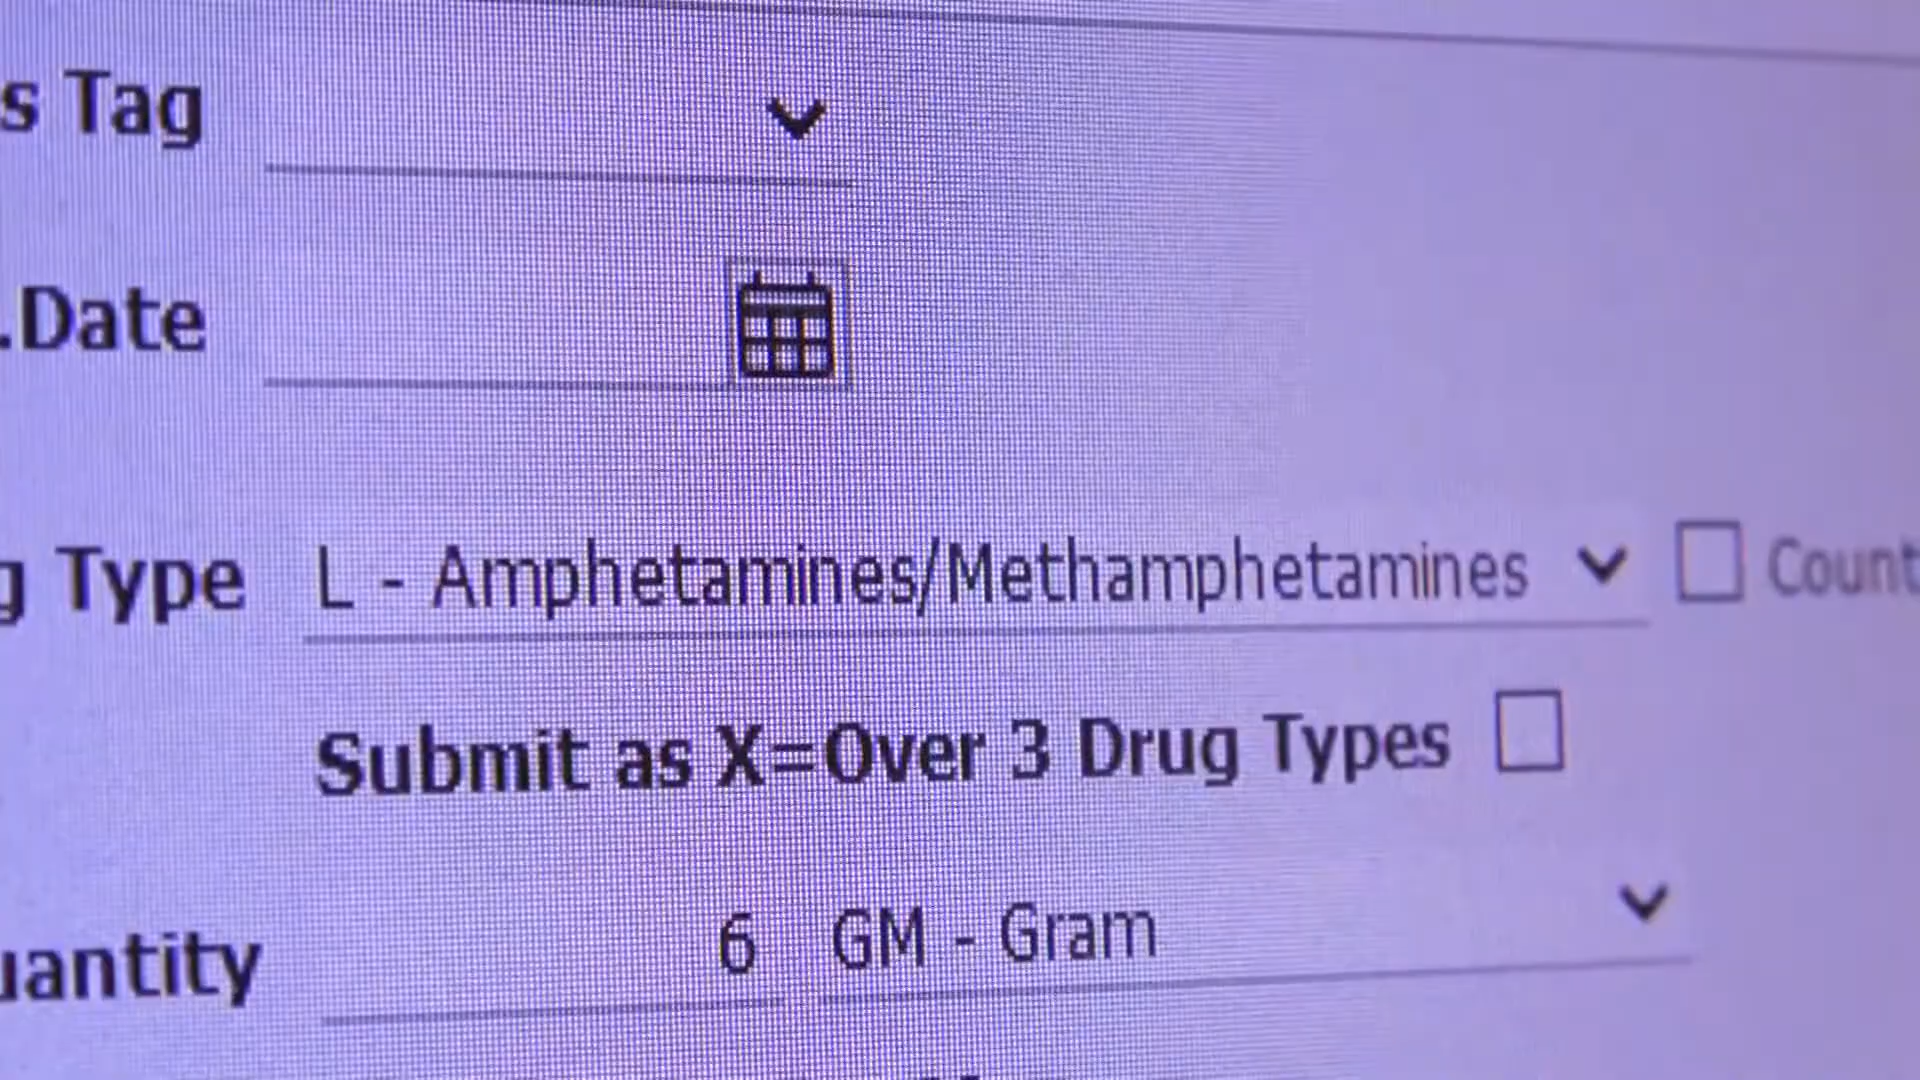 s Tag
.Date
g Type L - Amphetamines/Methamphetamines Count
Submit as X=Over 3 Drug Types
uantity 6 GM - Gram